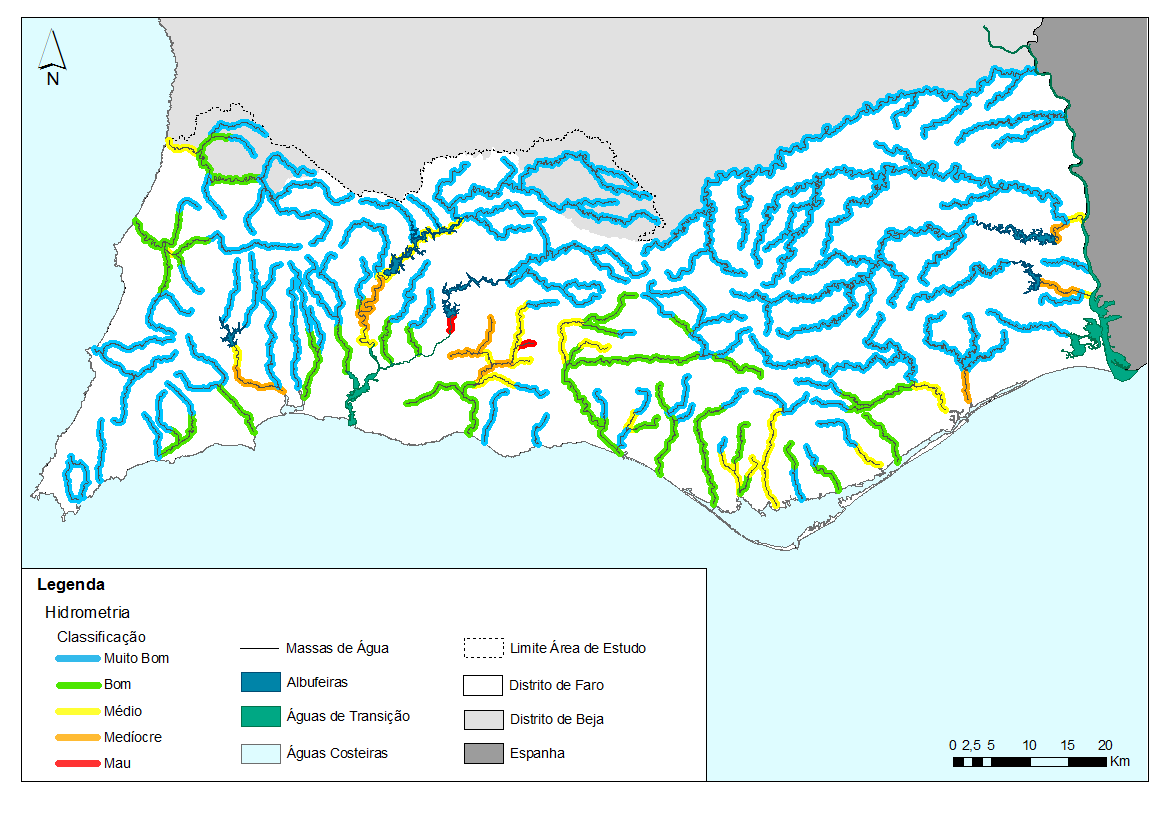 N
Legenda
Hidrometria
Classificação
Muito Bom
Bom
Médio
Medíocre
Mau
Massas de Água
Albufeiras
Águas de Transição
Águas Costeiras
Limite Área de Estudo
Distrito de Faro
Distrito de Beja
Espanha
0 2,5 5 10 15 20
Km